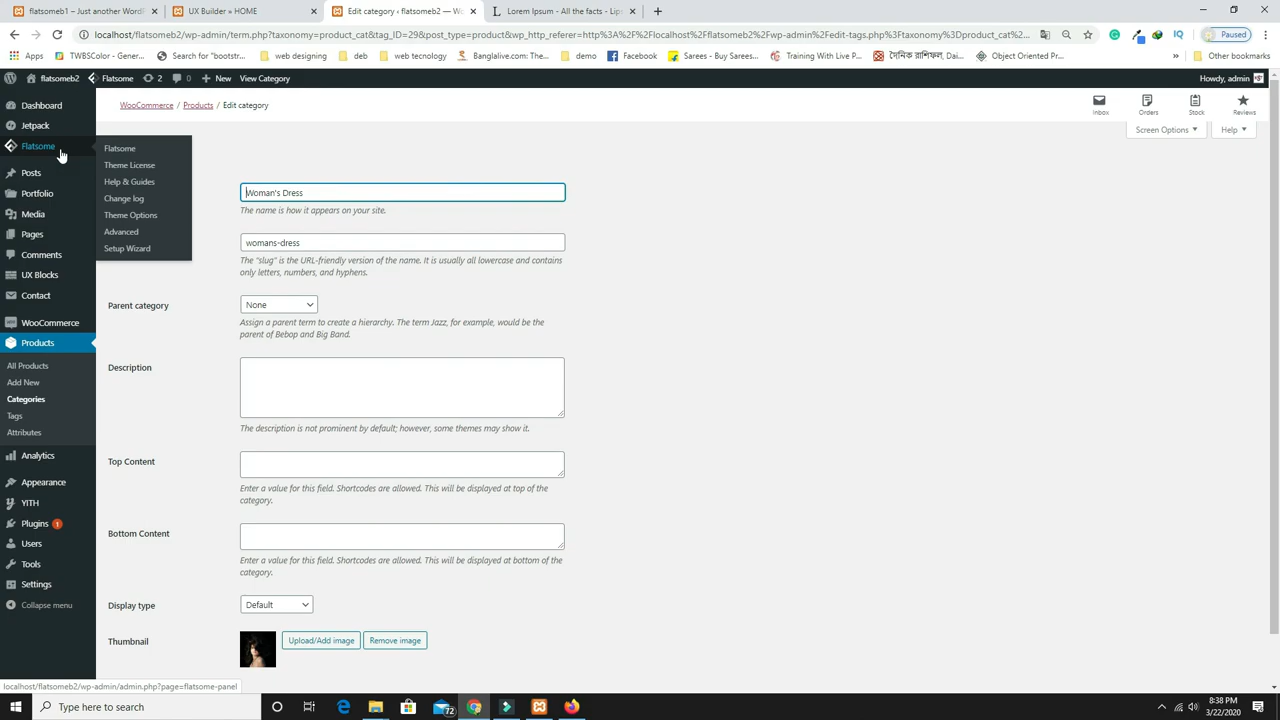 flatsome1 – Just another WordPr
UX Builder – HOME
Edit category ‹ flatsomeb2 — Wo
Lorem Ipsum - All the facts - Lips
localhost/flatsomeb2/wp-admin/term.php?taxonomy=product_cat&tag_ID=29&post_type=product&wp_http_referer=http%3A%2F%2Flocalhost%2Fflatsomeb2%2Fwp-admin%2Fedit-tags.php%3Ftaxonomy%3Dproduct_cat%2...
Paused
Apps
TWBSColor - Gener...
Search for "bootstr...
web designing
deb
web tecnology
Banglalive.com: The...
demo
Facebook
Sarees - Buy Sarees...
Wp-Training admin...
দৈনিক রাশিফল, Dai...
Object Oriented Pr...
Other bookmarks
flatsomeb2
Flatsome
2
0
New
View Category
Howdy, admin
Dashboard
Jetpack
Flatsome
Posts
Portfolio
Media
Pages
Comments
UX Blocks
Contact
WooCommerce
Products
All Products
Add New
Categories
Tags
Attributes
Analytics
Appearance
YITH
Plugins 1
Users
Tools
Settings
Collapse menu
Flatsome
Theme License
Help & Guides
Change log
Theme Options
Advanced
Setup Wizard
WooCommerce / Products / Edit category
Inbox
Orders
Stock
Reviews
Screen Options
Help
Woman's Dress
The name is how it appears on your site.
womans-dress
The "slug" is the URL-friendly version of the name. It is usually all lowercase and contains
only letters, numbers, and hyphens.
Parent category
None
Assign a parent term to create a hierarchy. The term Jazz, for example, would be the
parent of Bebop and Big Band.
Description
The description is not prominent by default; however, some themes may show it.
Top Content
Enter a value for this field. Shortcodes are allowed. This will be displayed at top of the
category.
Bottom Content
Enter a value for this field. Shortcodes are allowed. This will be displayed at bottom of the
category.
Display type
Default
Thumbnail
Upload/Add image
Remove image
localhost/flatsomeb2/wp-admin/admin.php?page=flatsome-panel
Type here to search
72
8:38 PM
3/22/2020